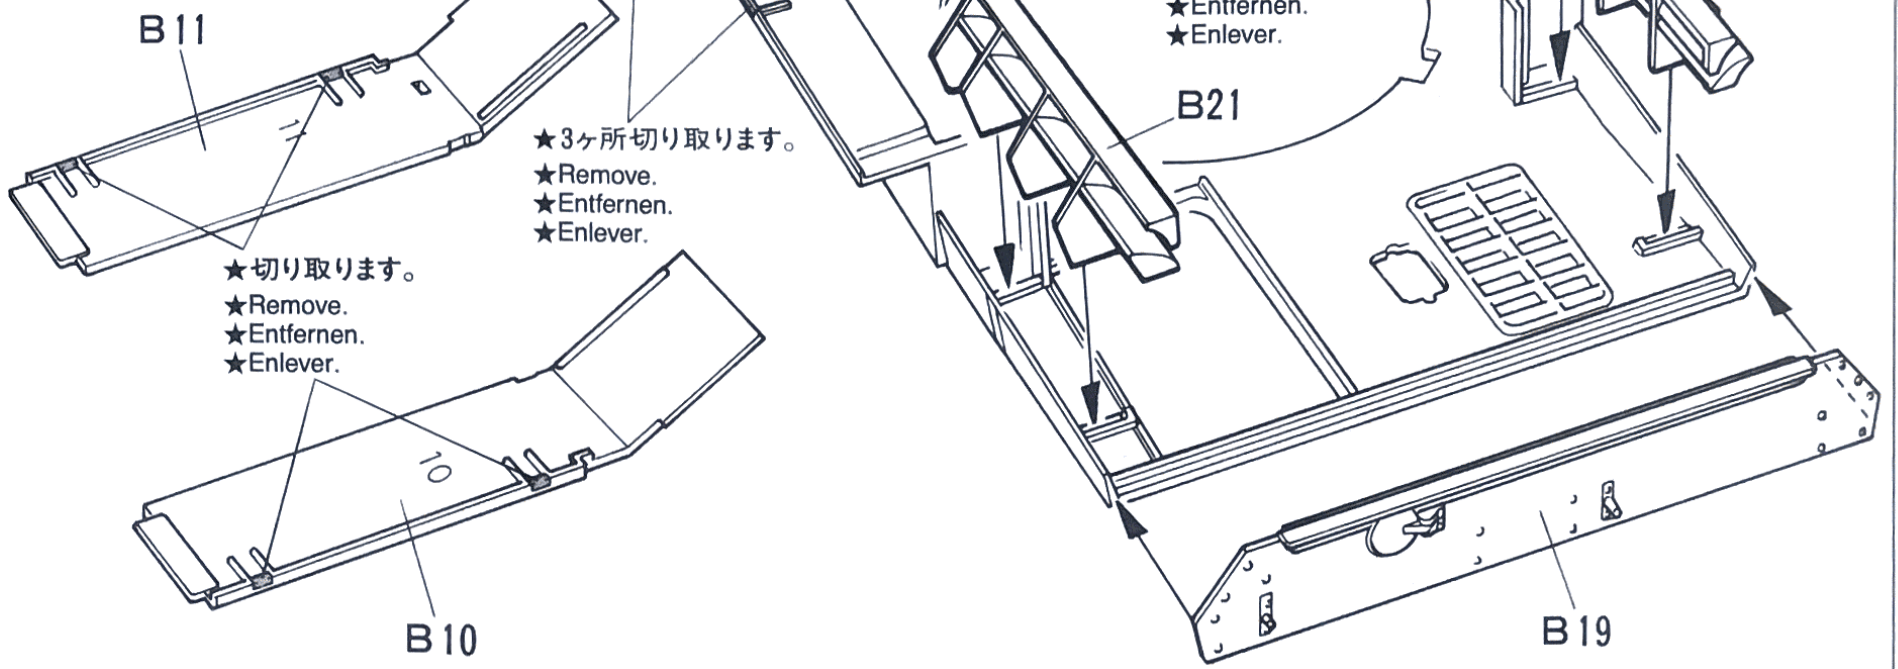 B11
★Entfernen.
★Enlever.
B21
★3ヶ所切り取ります。
★Remove.
★Entfernen.
★Enlever.
11
★切り取ります。
★Remove.
★Entfernen.
★Enlever.
10
B10
B19